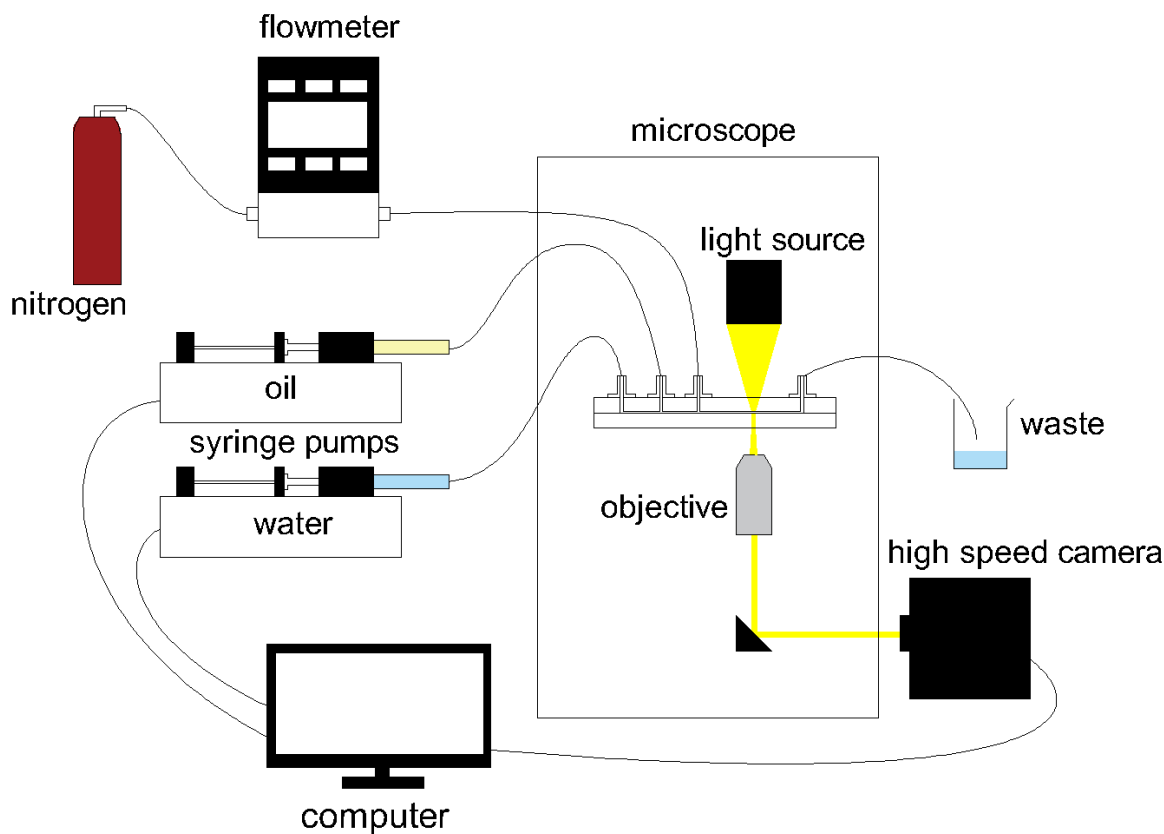 flowmeter
microscope
light source
nitrogen
oil
syringe pumps
waste
water
objective
high speed camera
computer